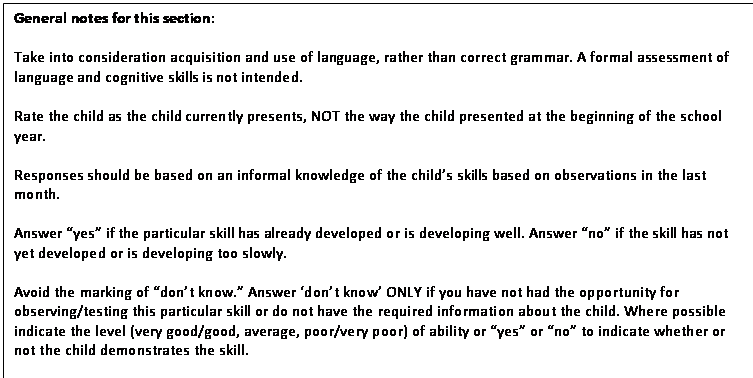 General notes for this section:
Take into consideration acquisition and use of language, rather than correct grammar. A formal assessment of
language and cognitive skills is not intended.
Rate the child as the child currently presents, NOT the way the child presented at the beginning of the school
year.
Responses should be based on an informal knowledge of the child’s skills based on observations in the last
month.
Answer “yes” if the particular skill has already developed or is developing well. Answer “no” if the skill has not
yet developed or is developing too slowly.
Avoid the marking of “don’t know.” Answer ‘don’t know’ ONLY if you have not had the opportunity for
observing/testing this particular skill or do not have the required information about the child. Where possible
indicate the level (very good/good, average, poor/very poor) of ability or “yes” or “no” to indicate whether or
not the child demonstrates the skill.